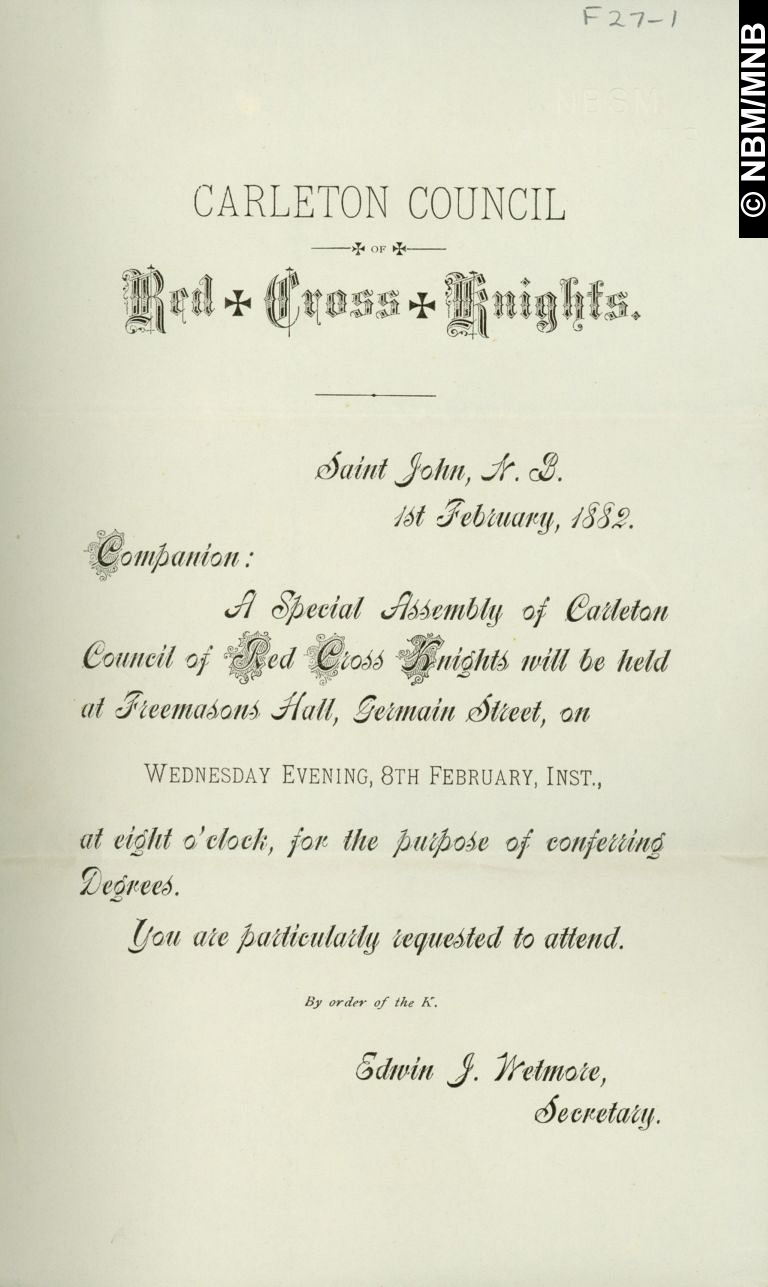 F27-1
© NBM/MNB
CARLETON COUNCIL
OF
Red Cross Knights.
Saint John, N. B.
1st February, 1882.
Companion:
A Special Assembly of Carleton
Council of Red Cross Knights will be held
at Freemasons Hall, Germain Street, on
WEDNESDAY EVENING, 8TH FEBRUARY, INST.,
at eight o'clock, for the purpose of conferring
Degrees.
You are particularly requested to attend.
By order of the K.
Edwin J. Wetmore,
Secretary.